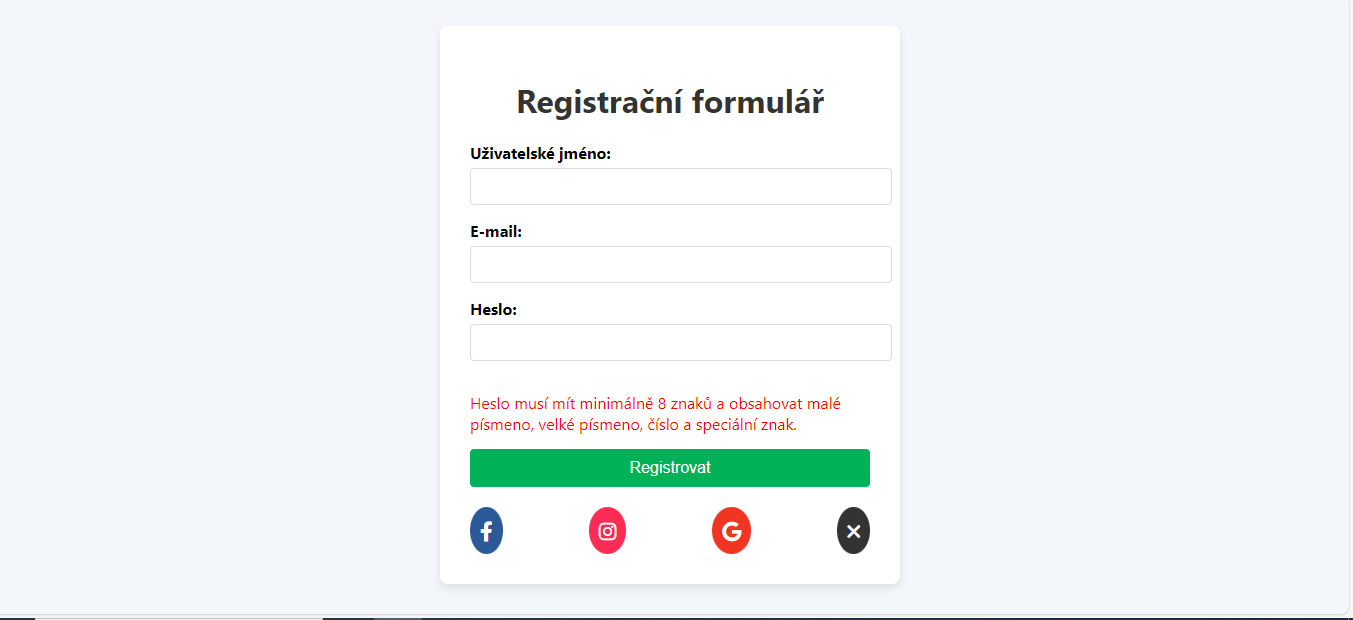 Registrační formulář
Uživatelské jméno:
E-mail:
Heslo:
Heslo musí mít minimálně 8 znaků a obsahovat malé
písmeno, velké písmeno, číslo a speciální znak.
Registrovat